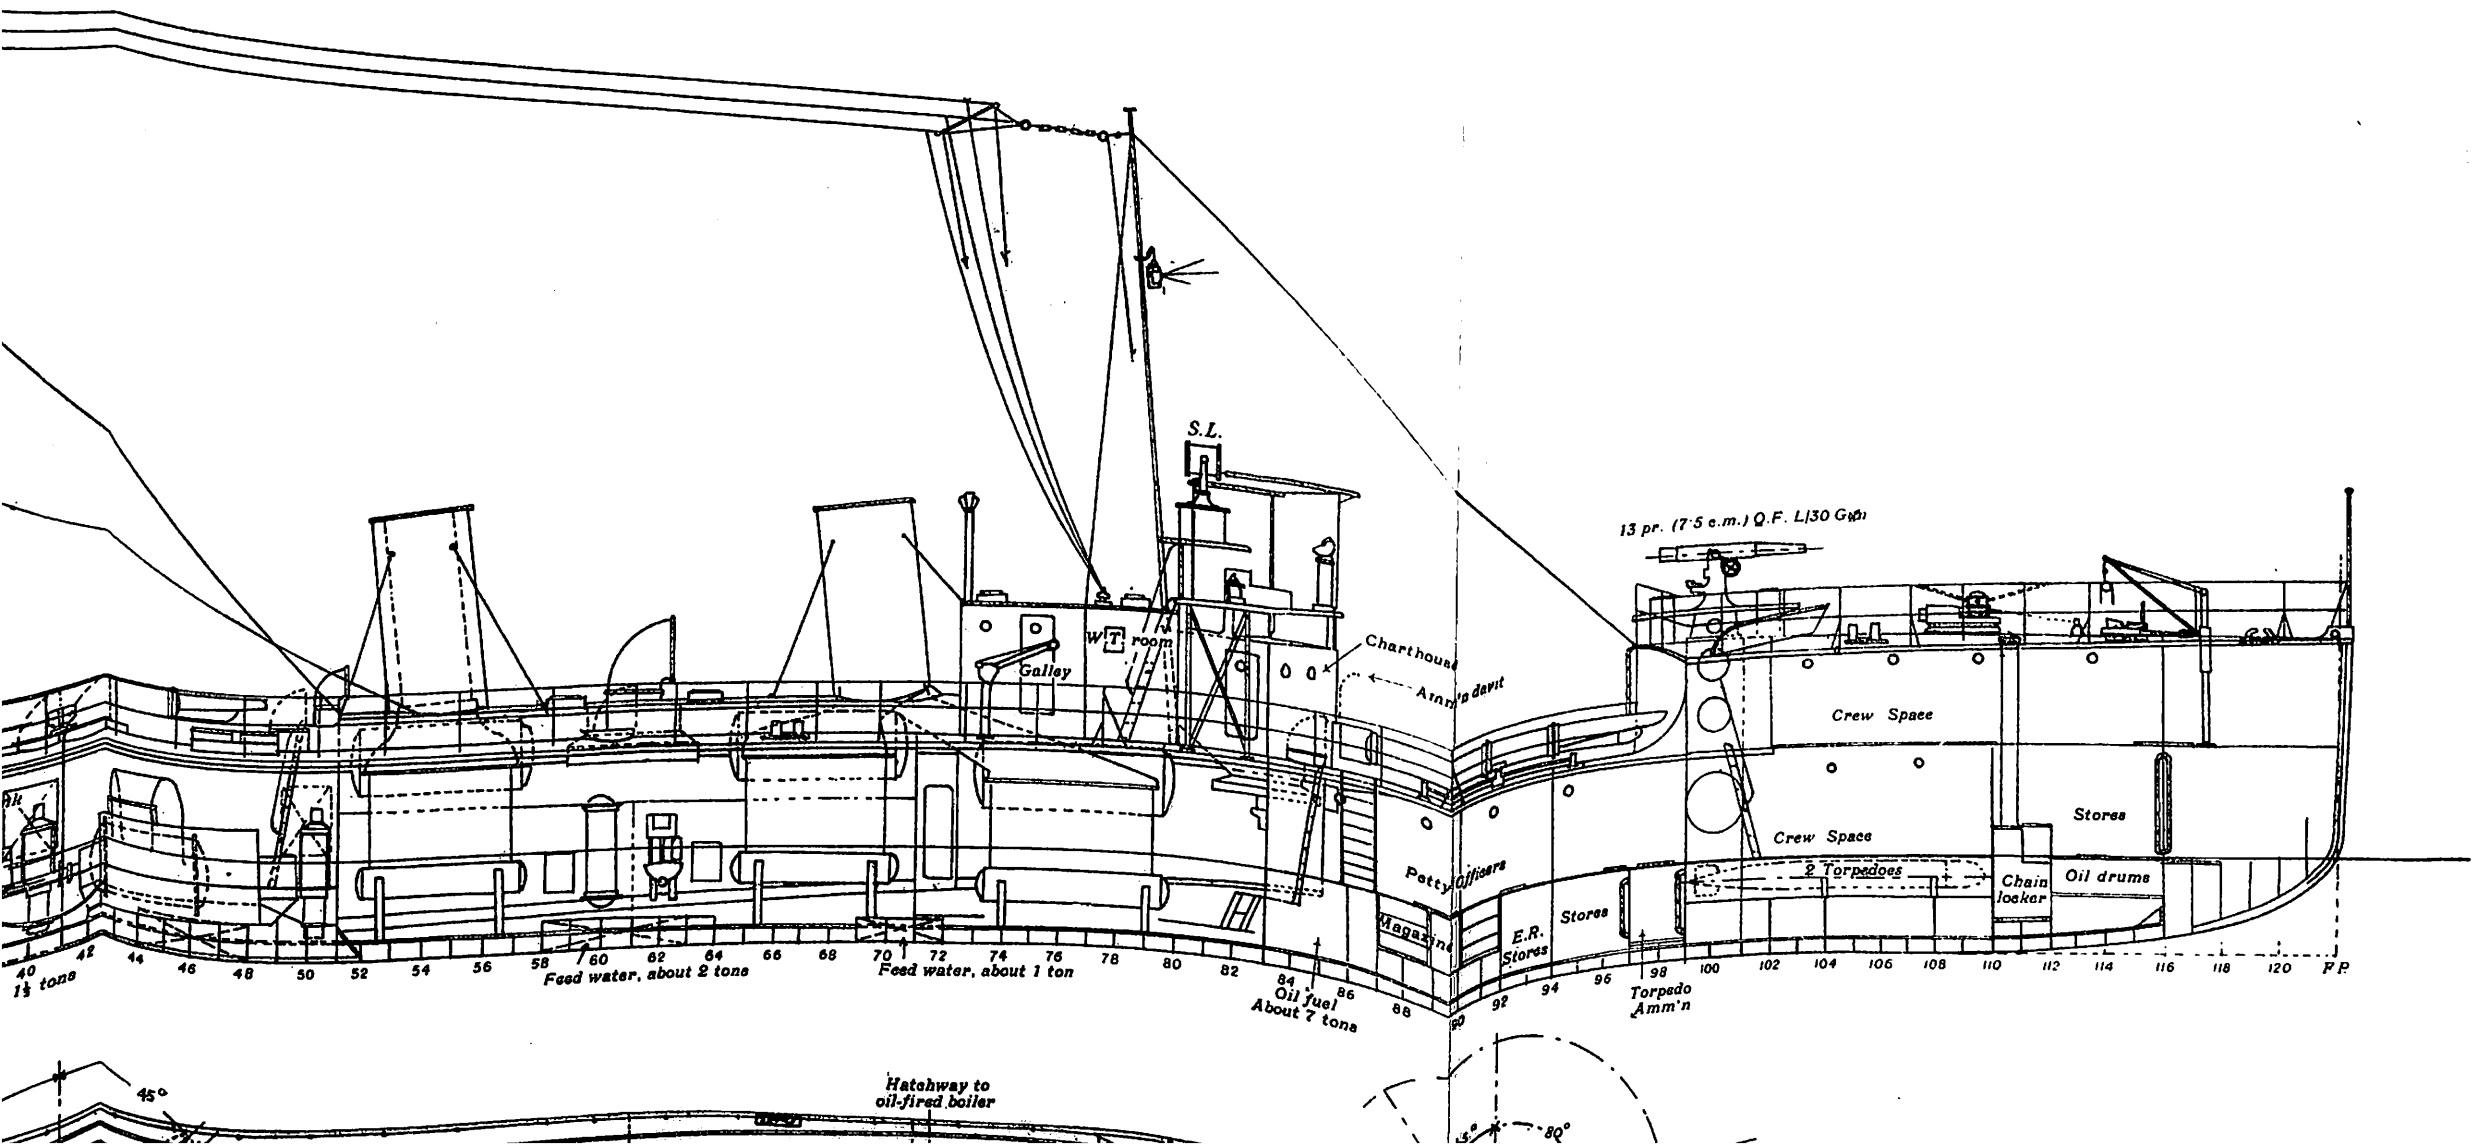 S.L.
13 pr. (7·5 c.m.) Q.F. L/30 Gun
W.T. room
Galley
Charthouse
Amm'n davit
Crew Space
Crew Space
Stores
2 Torpedoes
Chain
locker
Oil drums
Petty Officers
Magazine
E.R.
Stores
Stores
40 42 44 46 48 50 52 54 56 58 60 62 64 66 68 70 72 74 76 78 80 82 84 86 88 90 92 94 96 98 100 102 104 106 108 110 112 114 116 118 120 F.P.
1½ tons
Feed water, about 2 tons
Feed water, about 1 ton
Oil fuel
About 7 tons
Torpedo
Amm'n
45°
Hatchway to
oil-fired boiler
80°